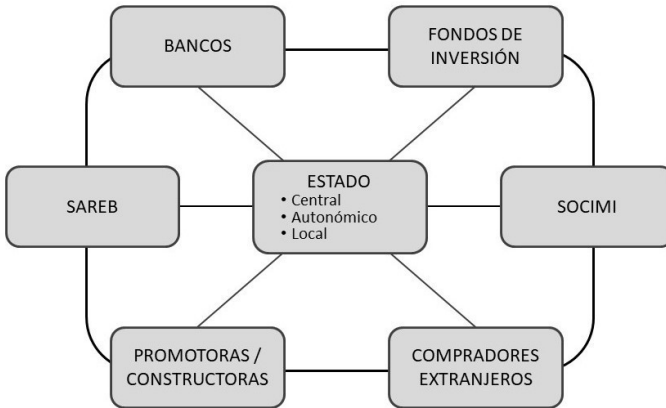 BANCOS
FONDOS DE
INVERSIÓN
SAREB
ESTADO
• Central
• Autonómico
• Local
SOCIMI
PROMOTORAS /
CONSTRUCTORAS
COMPRADORES
EXTRANJEROS